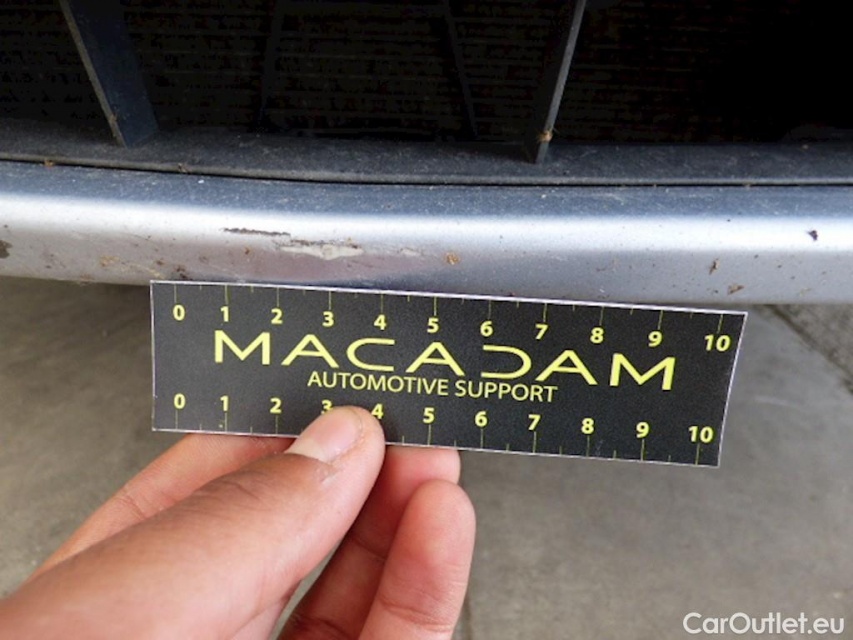 0 1 2 3 4 5 6 7 8 9 10
MACADAM
AUTOMOTIVE SUPPORT
0 1 2 3 4 5 6 7 8 9 10
CarOutlet.eu